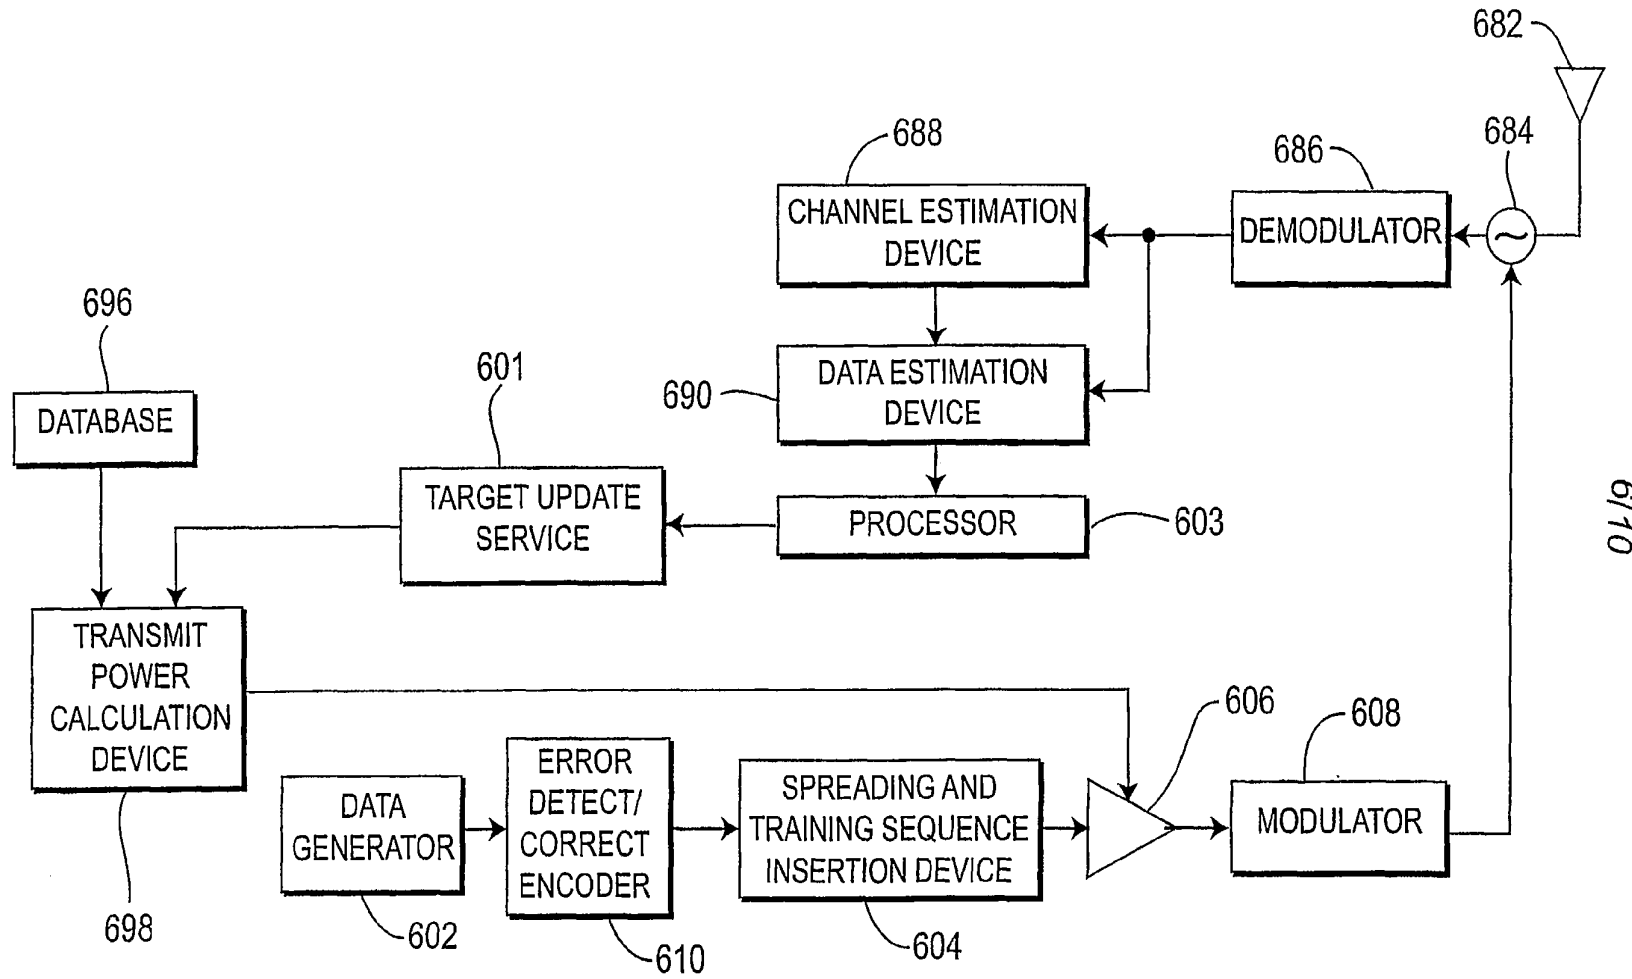 682
688
684
686
CHANNEL ESTIMATION
DEVICE
DEMODULATOR
696
601
690
DATA ESTIMATION
DEVICE
DATABASE
TARGET UPDATE
SERVICE
PROCESSOR
603
6/10
TRANSMIT
POWER
CALCULATION
DEVICE
606
608
ERROR
DETECT/
CORRECT
ENCODER
DATA
GENERATOR
SPREADING AND
TRAINING SEQUENCE
INSERTION DEVICE
MODULATOR
698
602
610
604